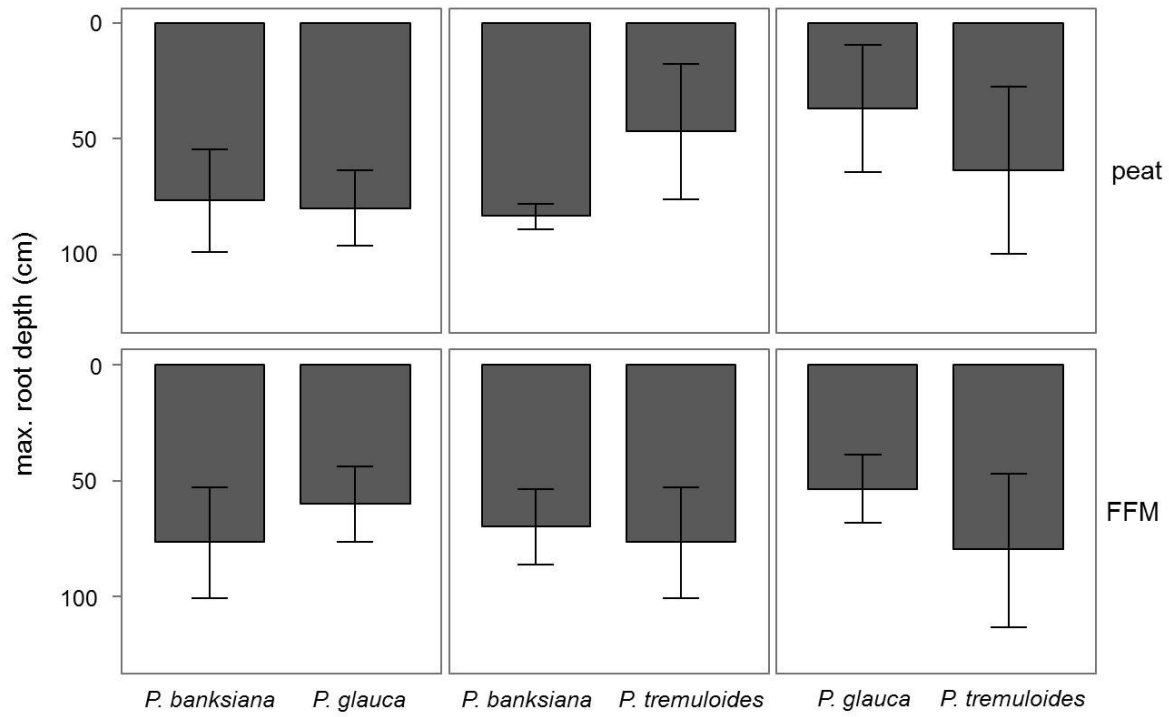 max. root depth (cm)
0
50
100
peat
0
50
100
FFM
P. banksiana P. glauca P. banksiana P. tremuloides P. glauca P. tremuloides